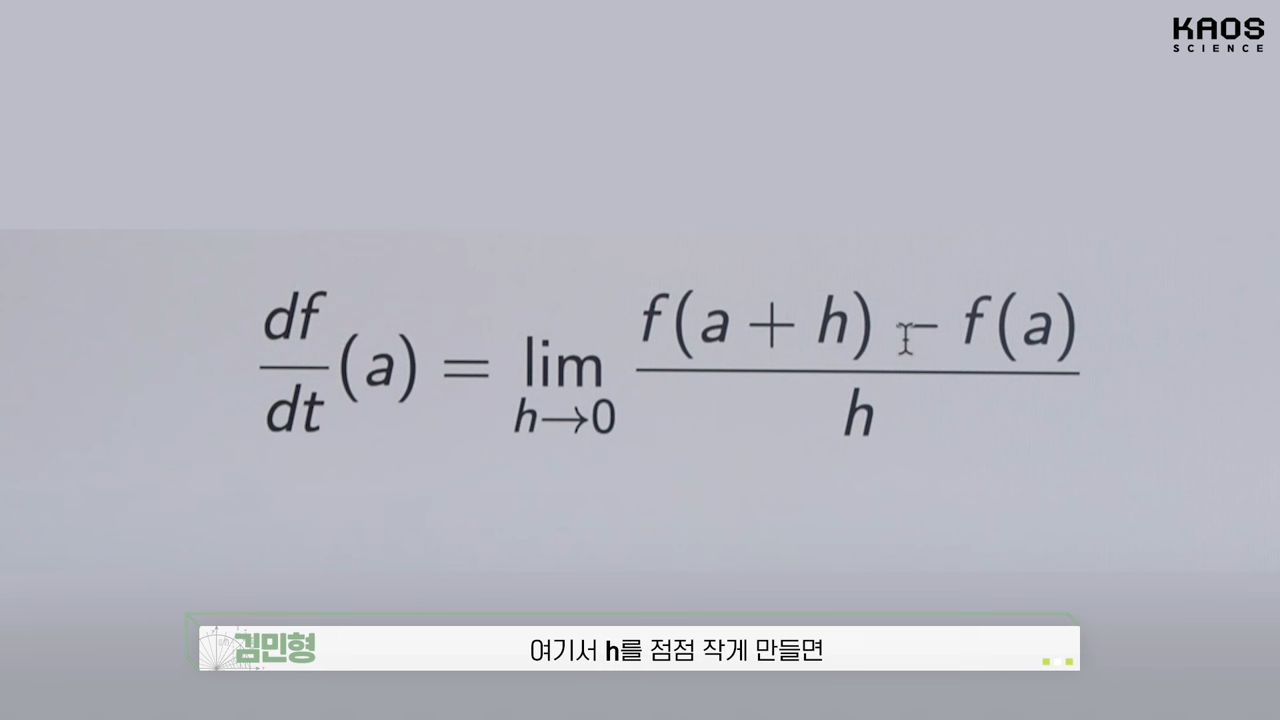 KAOS
SCIENCE
df/dt (a) = lim h→0 f(a + h) − f(a) / h
김민형
여기서 h를 점점 작게 만들면